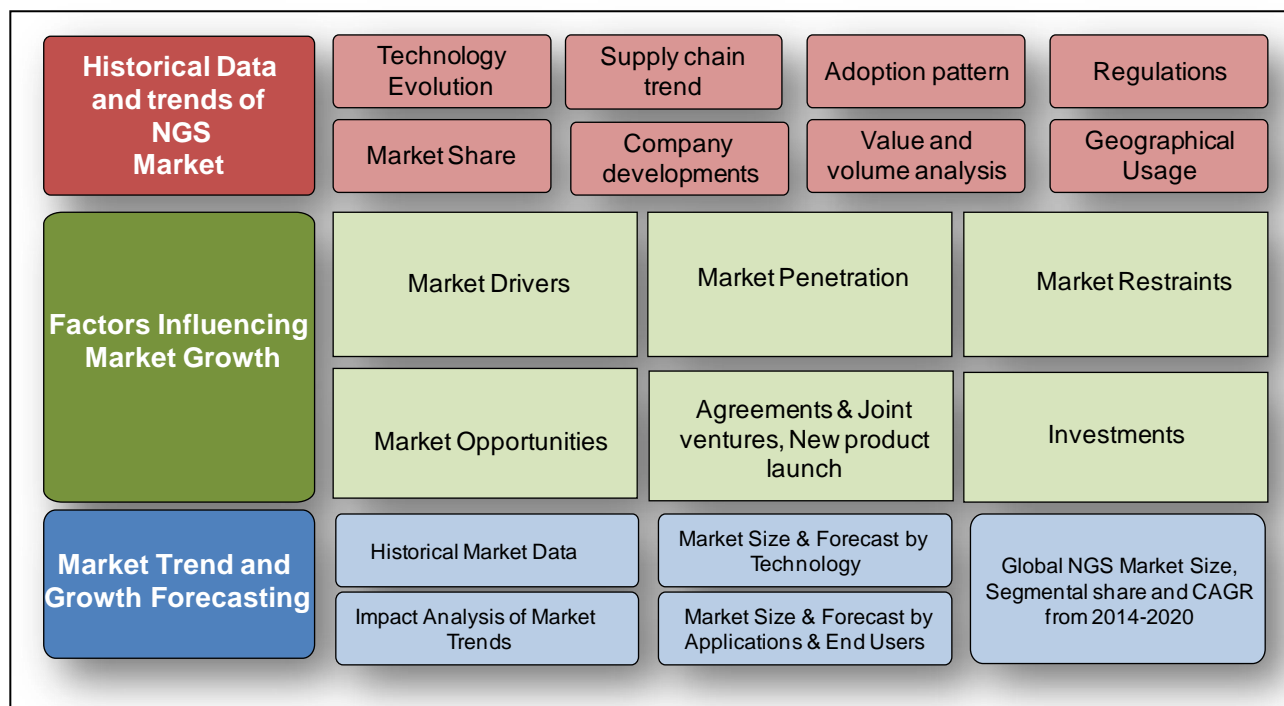 Historical Data
and trends of
NGS
Market
Technology
Evolution
Supply chain
trend
Adoption pattern
Regulations
Market Share
Company
developments
Value and
volume analysis
Geographical
Usage
Factors Influencing
Market Growth
Market Drivers
Market Penetration
Market Restraints
Market Opportunities
Agreements & Joint
ventures, New product
launch
Investments
Market Trend and
Growth Forecasting
Historical Market Data
Market Size & Forecast by
Technology
Global NGS Market Size,
Segmental share and CAGR
from 2014-2020
Impact Analysis of Market
Trends
Market Size & Forecast by
Applications & End Users